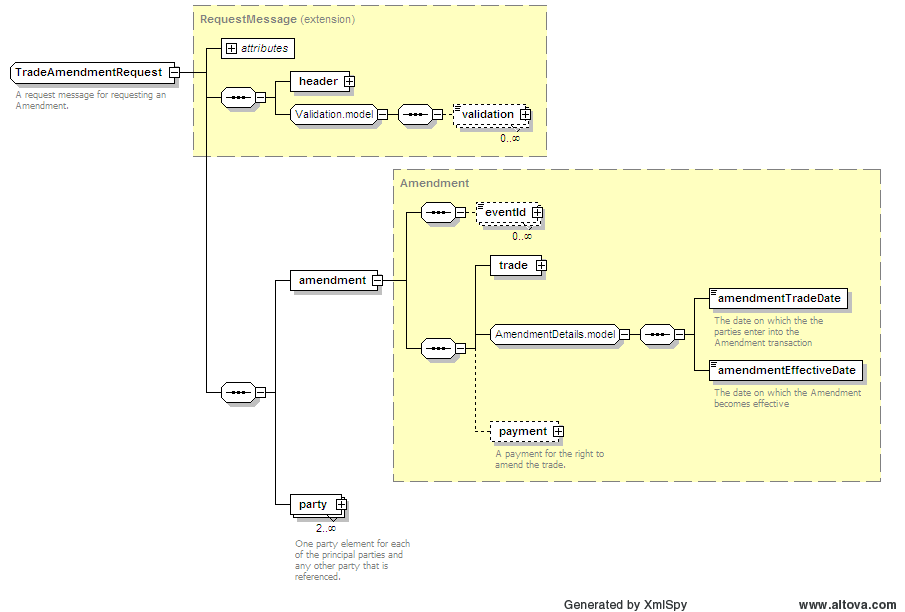 RequestMessage (extension)
attributes
TradeAmendmentRequest
A request message for requesting an
Amendment.
header
Validation.model
validation
0..∞
Amendment
eventId
0..∞
trade
amendment
AmendmentDetails.model
amendmentTradeDate
The date on which the the
parties enter into the
Amendment transaction
amendmentEffectiveDate
The date on which the Amendment
becomes effective
payment
A payment for the right to
amend the trade.
party
2..∞
One party element for each
of the principal parties and
any other party that is
referenced.
Generated by XmlSpy
www.altova.com